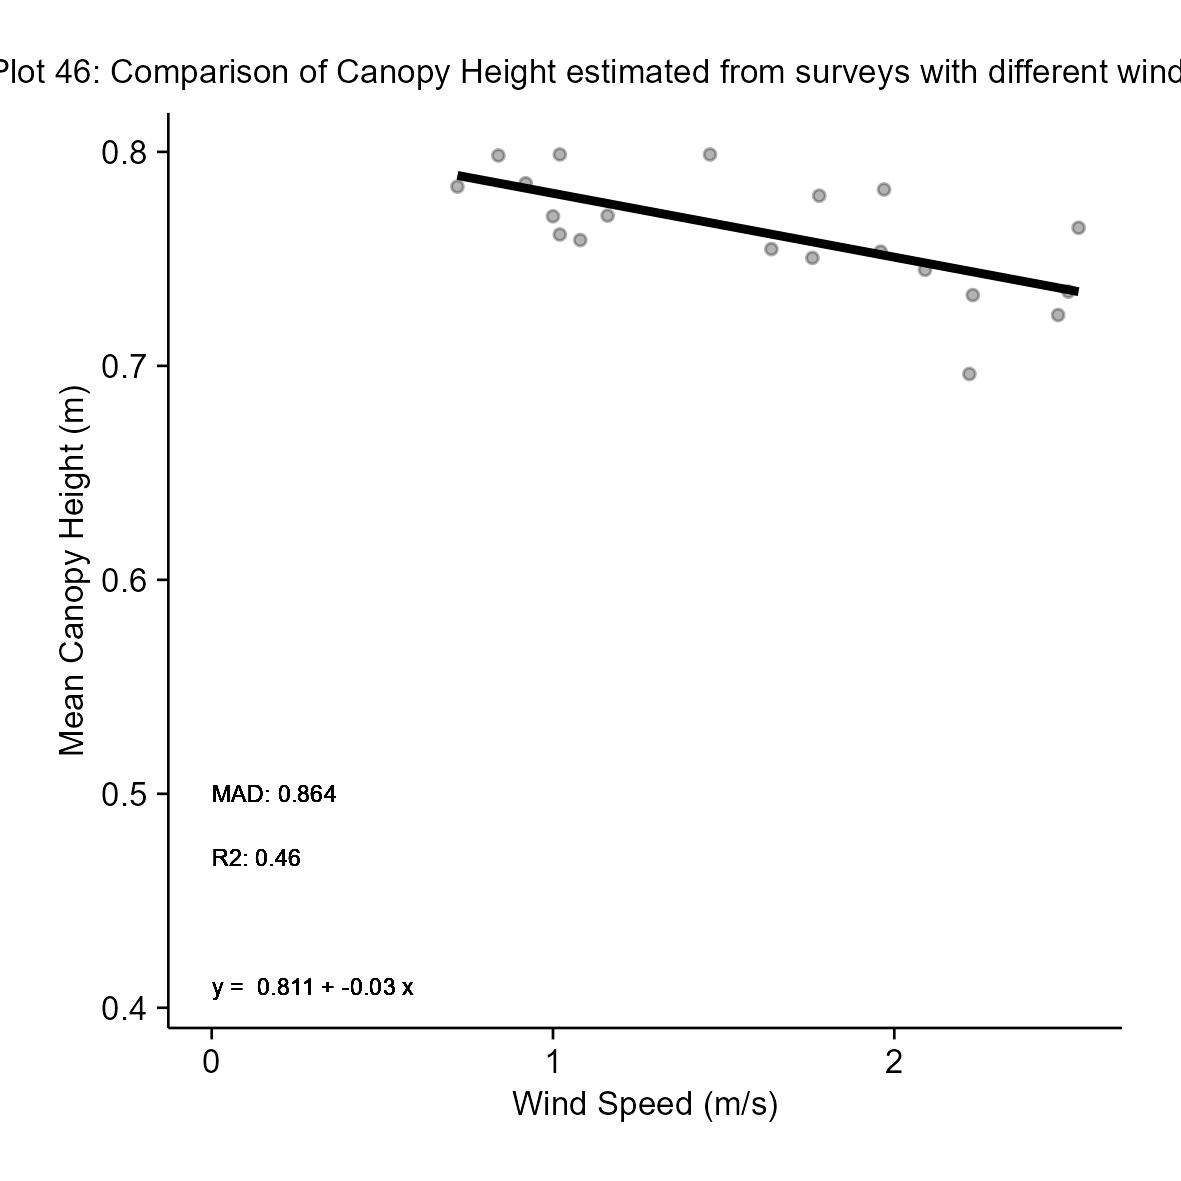 Plot 46: Comparison of Canopy Height estimated from surveys with different wind
0.8
0.7
0.6
0.5
0.4
Mean Canopy Height (m)
MAD: 0.864
R2: 0.46
y =  0.811 + -0.03 x
0 1 2
Wind Speed (m/s)